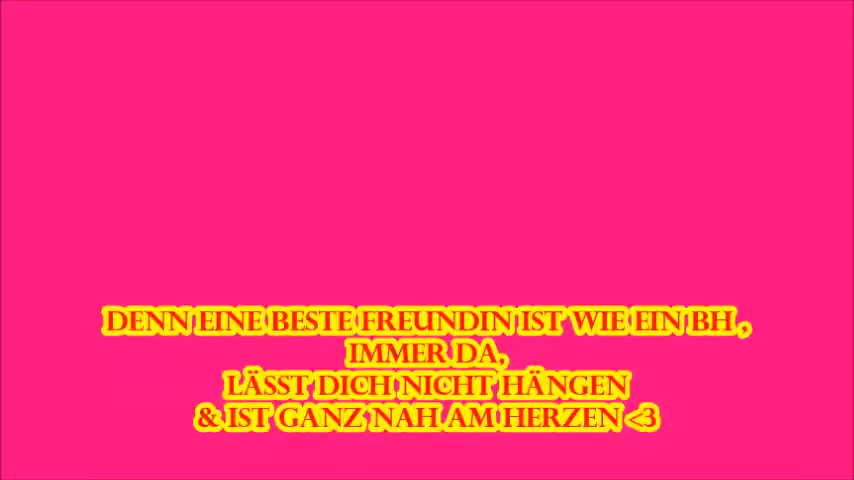 DENN EINE BESTE FREUNDIN IST WIE EIN BH ,
IMMER DA,
LÄSST DICH NICHT HÄNGEN
& IST GANZ NAH AM HERZEN <3